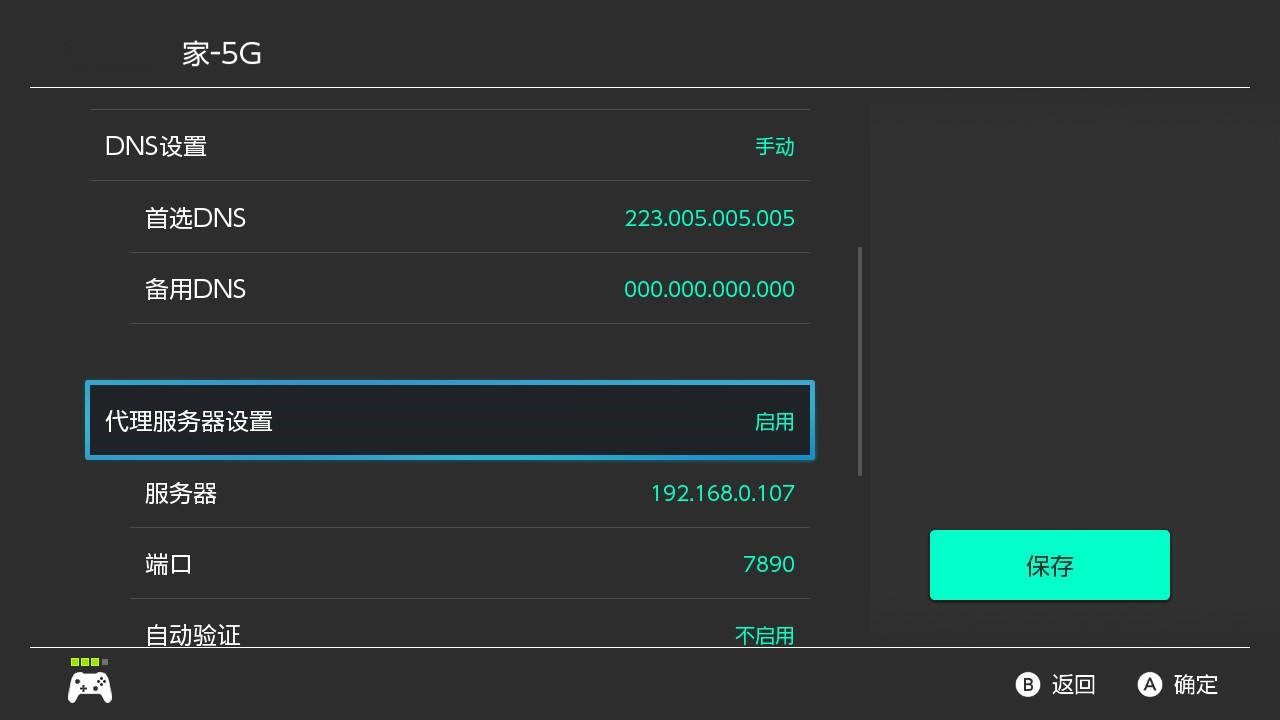 家-5G
DNS设置 手动
首选DNS 223.005.005.005
备用DNS 000.000.000.000
代理服务器设置 启用
服务器 192.168.0.107
端口 7890
自动验证 不启用
保存
B 返回 A 确定